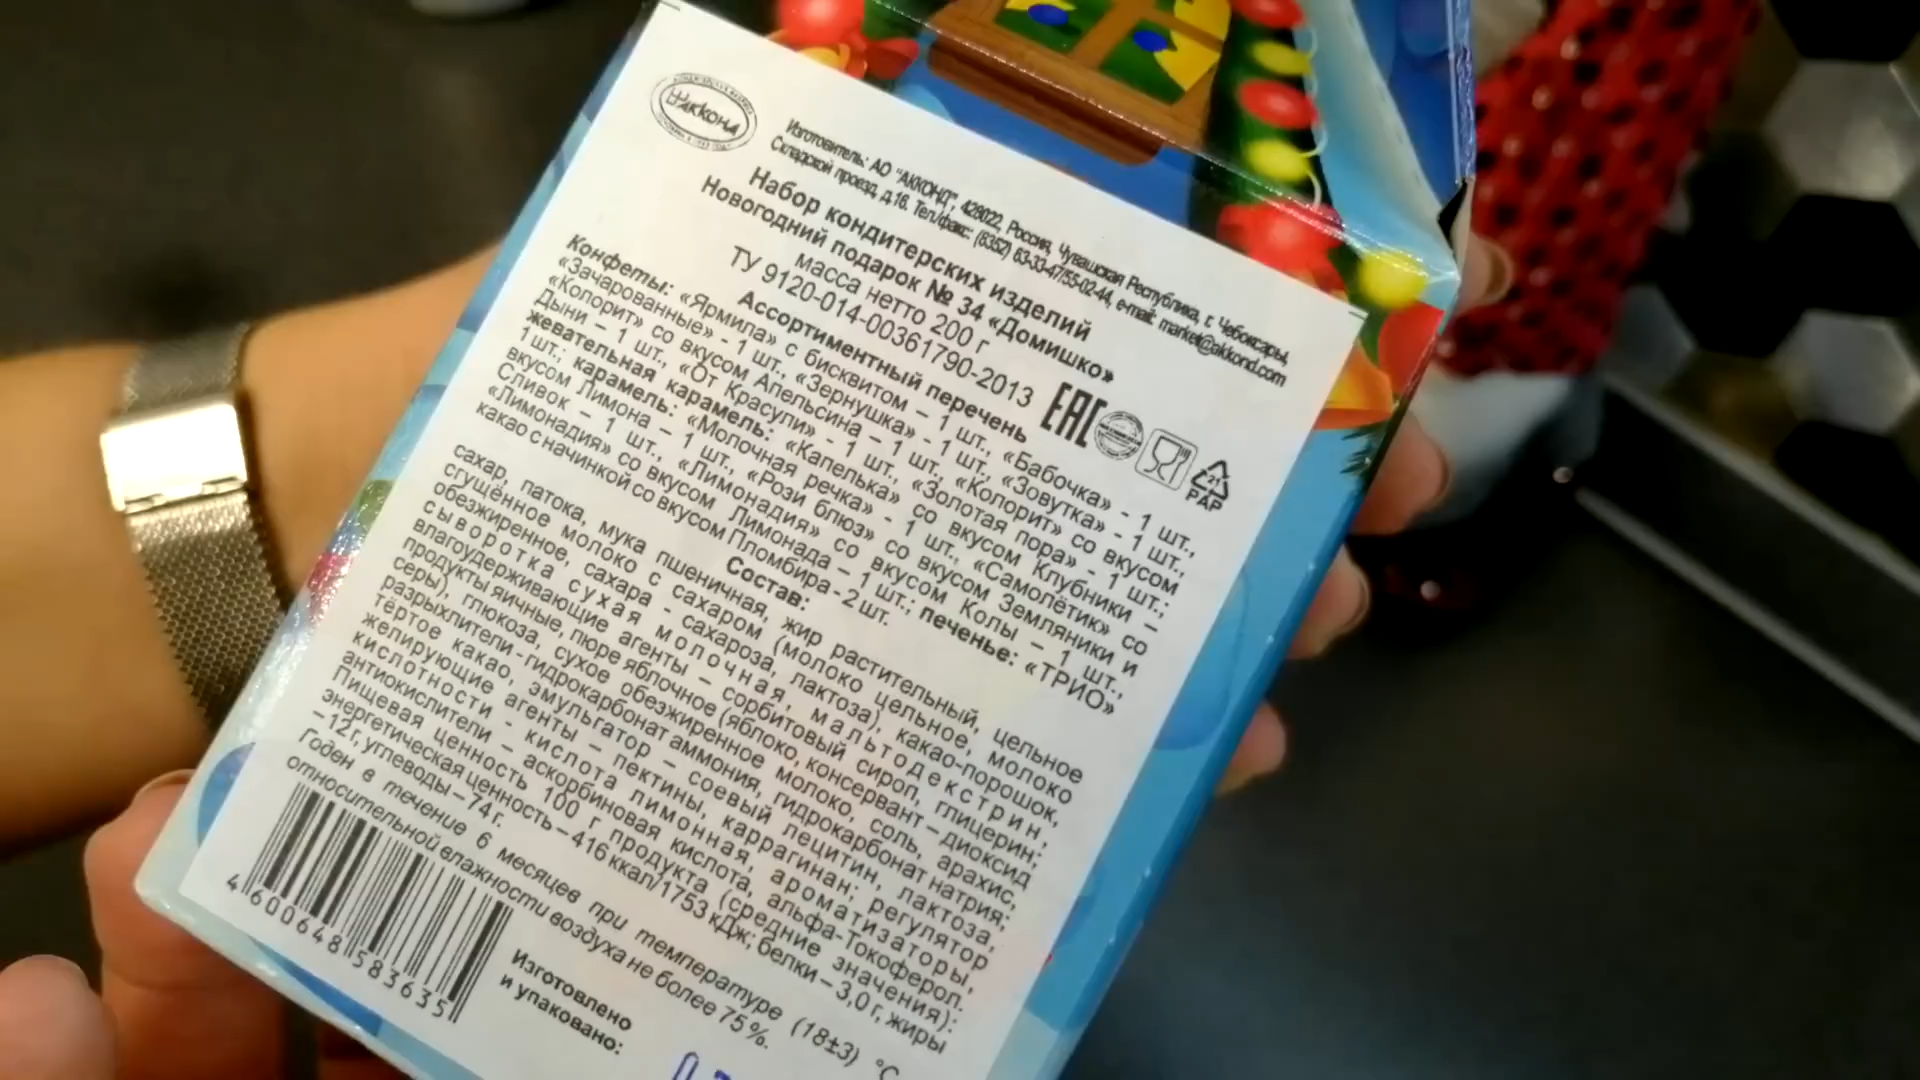 Акконд
Изготовитель: АО "АККОНД", 428022, Россия, Чувашская Республика, г. Чебоксары,
Складской проезд, д.16. Тел/факс: (8352) 63-33-47/55-02-44, e-mail: market@akkond.com
Набор кондитерских изделий
Новогодний подарок № 34 «Домишко»
масса нетто 200 г
ТУ 9120-014-00361790-2013
EAC
21
PAP
Ассортиментный перечень
Конфеты: «Ярмила» с бисквитом – 1 шт., «Бабочка» - 1 шт.,
«Зачарованные» - 1 шт., «Зернушка» - 1 шт., «Зовутка» - 1 шт.,
«Колорит» со вкусом Апельсина – 1 шт., «Колорит» со вкусом
Дыни – 1 шт., «От Красули» - 1 шт., «Золотая пора» - 1 шт.;
жевательная карамель: «Капелька» со вкусом Клубники –
1 шт.; карамель: «Молочная речка» - 1 шт., «Самолётик» со
вкусом Лимона – 1 шт., «Рози блюз» со вкусом Земляники и
Сливок – 1 шт., «Лимонадия» со вкусом Колы – 1 шт.,
«Лимонадия» со вкусом Лимонада – 1 шт.; печенье: «ТРИО»
какао с начинкой со вкусом Пломбира - 2 шт.
Состав:
сахар, патока, мука пшеничная, жир растительный, цельное
сгущённое молоко с сахаром (молоко цельное, молоко
обезжиренное, сахара - сахароза, лактоза), какао-порошок,
сыворотка сухая молочная, мальтодекстрин,
влагоудерживающие агенты – сорбитовый сироп, глицерин;
продукты яичные, пюре яблочное (яблоко, консервант – диоксид
серы), глюкоза, сухое обезжиренное молоко, соль, арахис,
разрыхлители - гидрокарбонат аммония, гидрокарбонат натрия;
тёртое какао, эмульгатор – соевый лецитин, лактоза,
желирующие агенты – пектины, каррагинан; регулятор
кислотности - кислота лимонная, ароматизаторы,
антиокислители – аскорбиновая кислота, альфа-Токоферол.
Пищевая ценность 100 г продукта (средние значения):
энергетическая ценность – 416 ккал/1753 кДж; белки – 3,0 г, жиры
– 12 г, углеводы – 74 г.
Годен в течение 6 месяцев при температуре (18±3) °C
относительной влажности воздуха не более 75%.
4600648583635
Изготовлено
и упаковано: